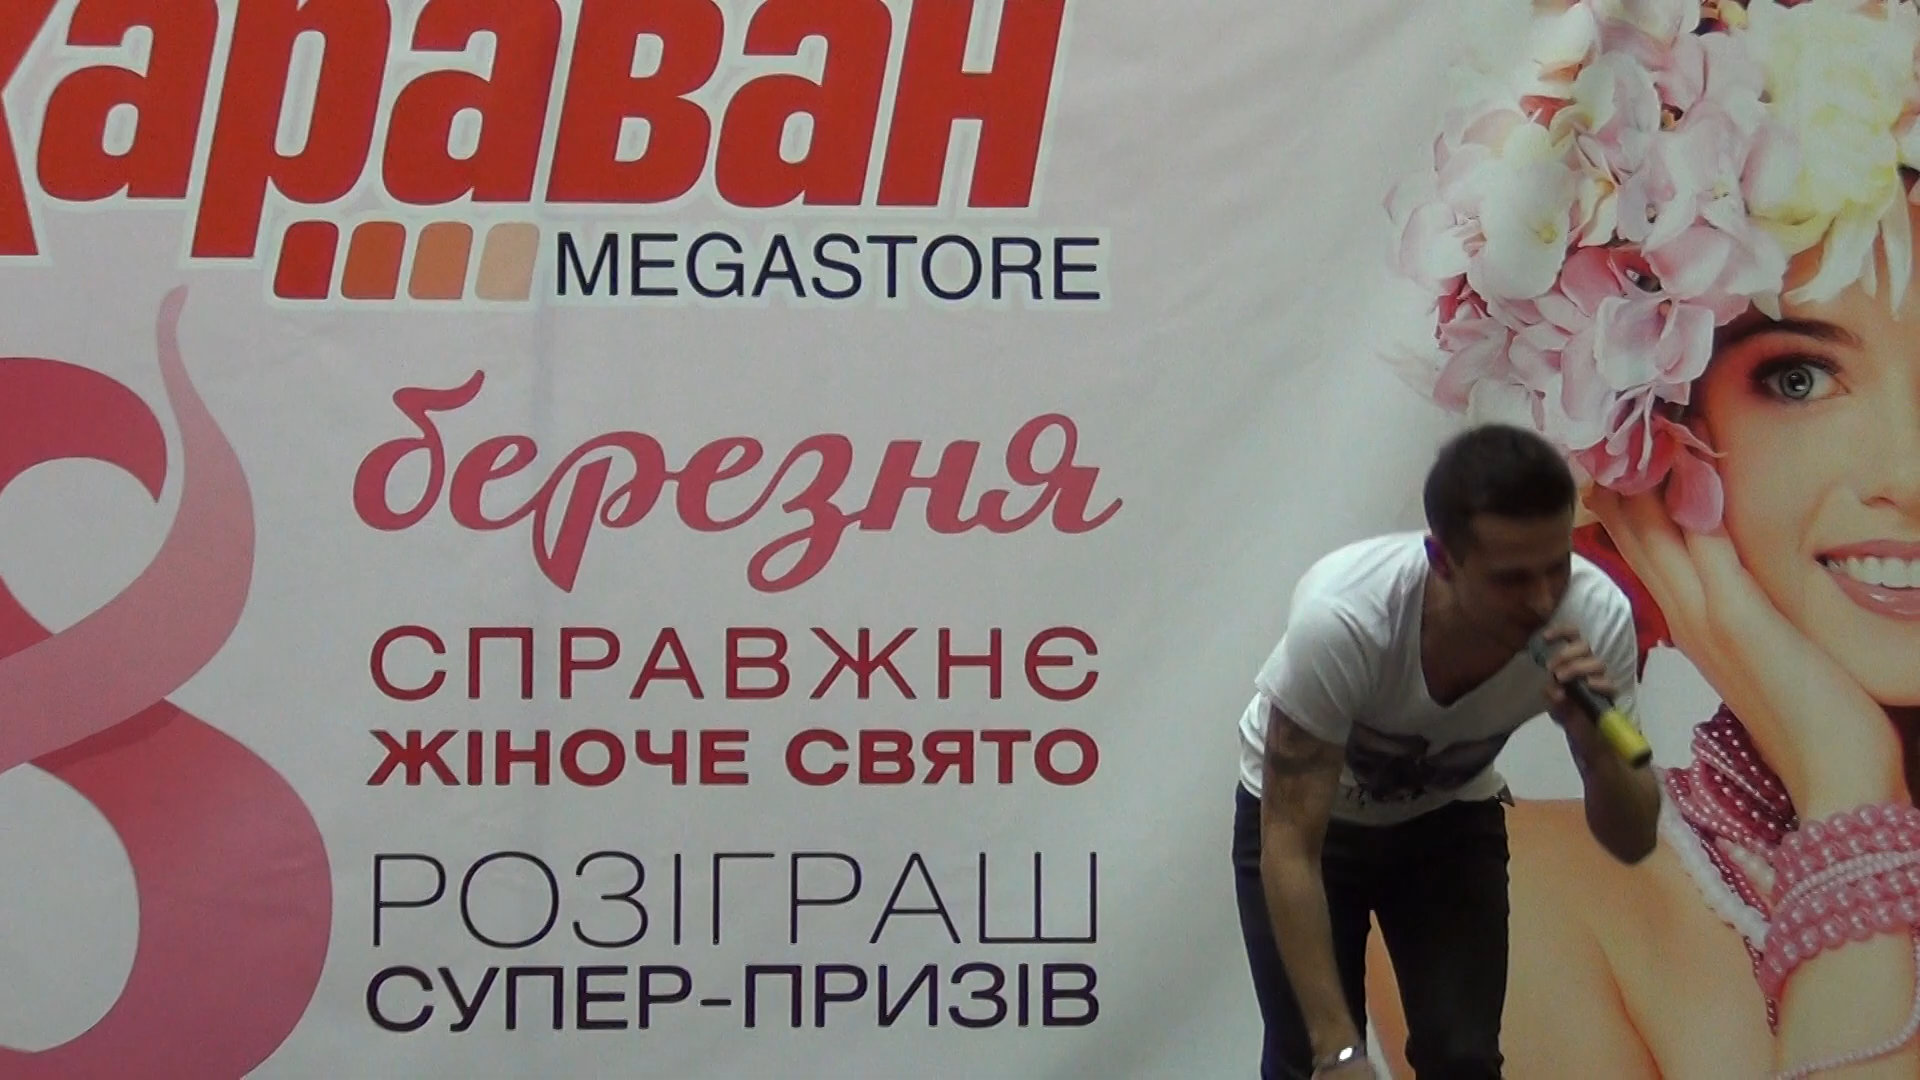 караван
MEGASTORE
8 березня
СПРАВЖНЄ
ЖІНОЧЕ СВЯТО
РОЗІГРАШ
СУПЕР-ПРИЗІВ